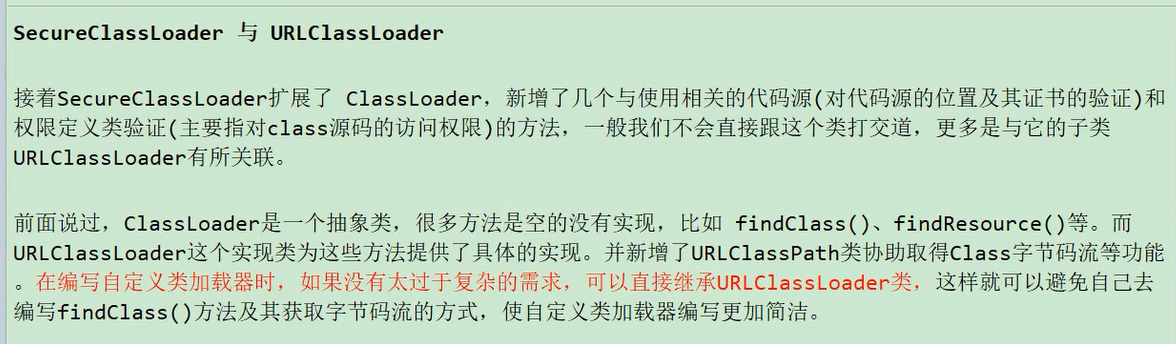 SecureClassLoader 与 URLClassLoader
接着SecureClassLoader扩展了 ClassLoader，新增了几个与使用相关的代码源(对代码源的位置及其证书的验证)和
权限定义类验证(主要指对class源码的访问权限)的方法，一般我们不会直接跟这个类打交道，更多是与它的子类
URLClassLoader有所关联。
前面说过，ClassLoader是一个抽象类，很多方法是空的没有实现，比如 findClass()、findResource()等。而
URLClassLoader这个实现类为这些方法提供了具体的实现。并新增了URLClassPath类协助取得Class字节码流等功能
。在编写自定义类加载器时，如果没有太过于复杂的需求，可以直接继承URLClassLoader类，这样就可以避免自己去
编写findClass()方法及其获取字节码流的方式，使自定义类加载器编写更加简洁。